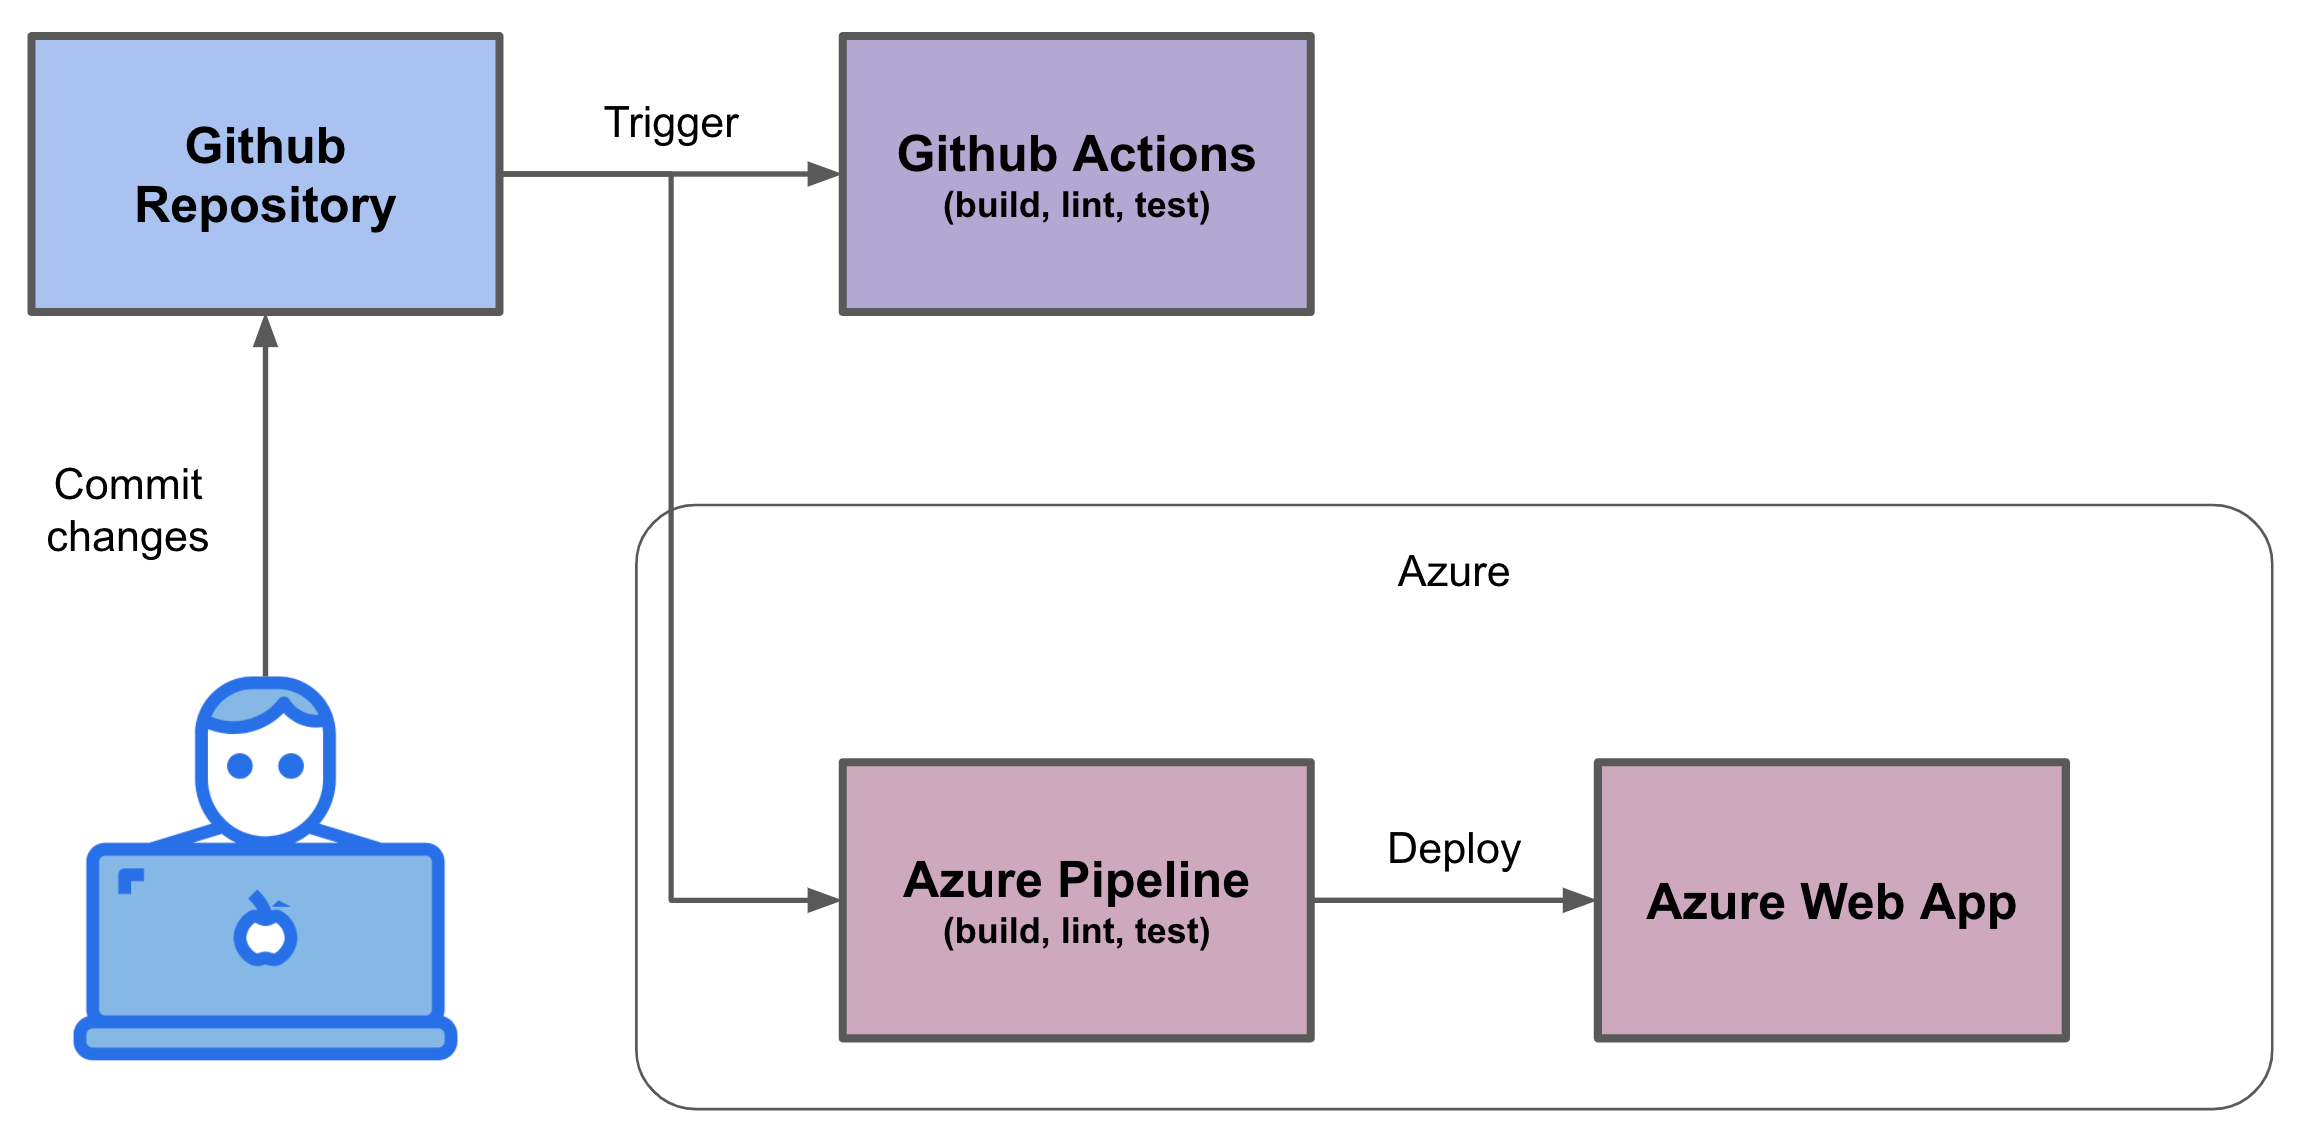 Github
Repository
Trigger
Github Actions
(build, lint, test)
Commit
changes
Azure
Azure Pipeline
(build, lint, test)
Deploy
Azure Web App